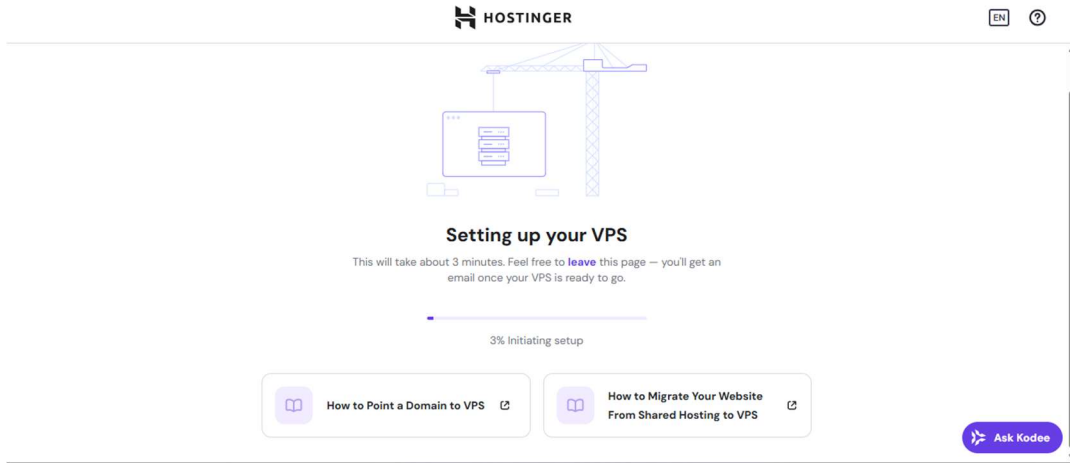 HOSTINGER
EN
Setting up your VPS
This will take about 3 minutes. Feel free to leave this page — you'll get an
email once your VPS is ready to go.
3% Initiating setup
How to Point a Domain to VPS
How to Migrate Your Website
From Shared Hosting to VPS
Ask Kodee